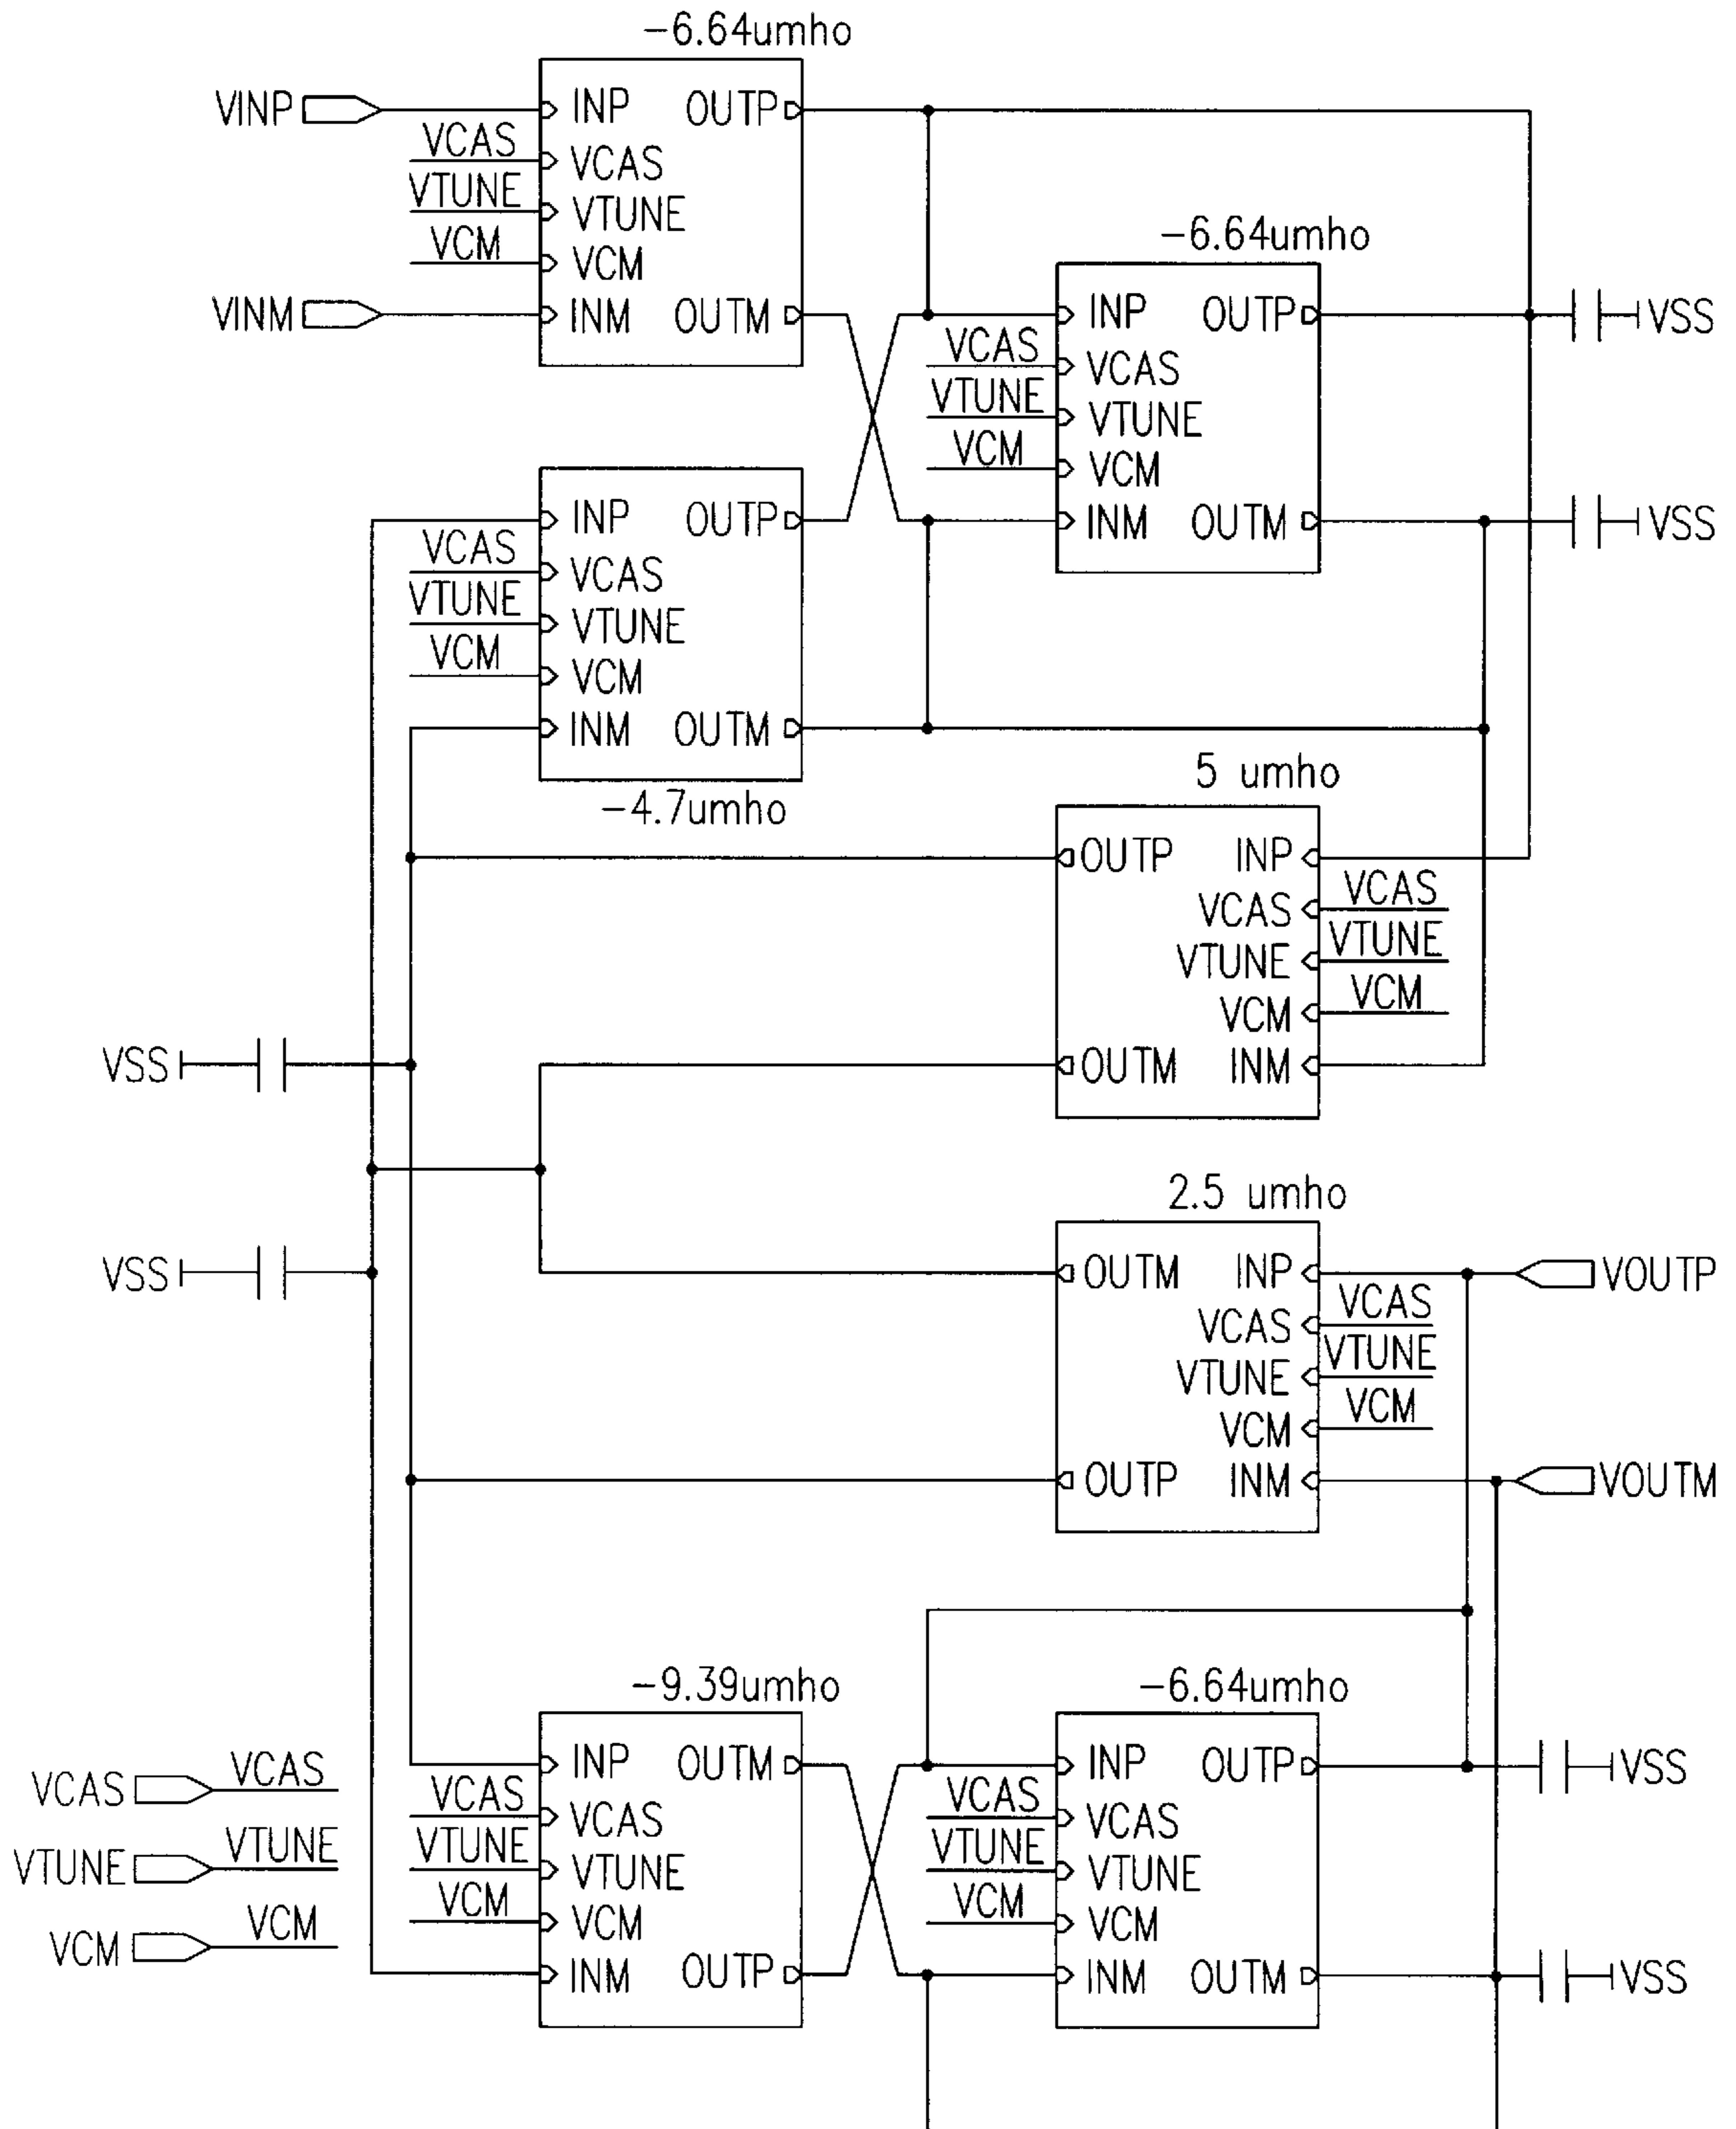 -6.64umho
VINP
INP OUTP
VCAS
VCAS
VTUNE
VTUNE
VCM
VCM
VINM
INM OUTM
-6.64umho
INP OUTP
VSS
VCAS
VCAS
VTUNE
VTUNE
VCM
VCM
INM OUTM
VSS
INP OUTP
VCAS
VCAS
VTUNE
VTUNE
VCM
VCM
INM OUTM
-4.7umho
5 umho
OUTP INP
VCAS
VCAS
VTUNE
VTUNE
VCM
VCM
OUTM INM
VSS
VSS
2.5 umho
OUTM INP
VOUTP
VCAS
VCAS
VTUNE
VTUNE
VCM
VCM
OUTP INM
VOUTM
-9.39umho
INP OUTM
VCAS
VCAS
VTUNE
VTUNE
VCM
VCM
INM OUTP
-6.64umho
INP OUTP
VSS
VCAS
VCAS
VTUNE
VTUNE
VCM
VCM
INM OUTM
VSS
VCAS VCAS
VTUNE VTUNE
VCM VCM